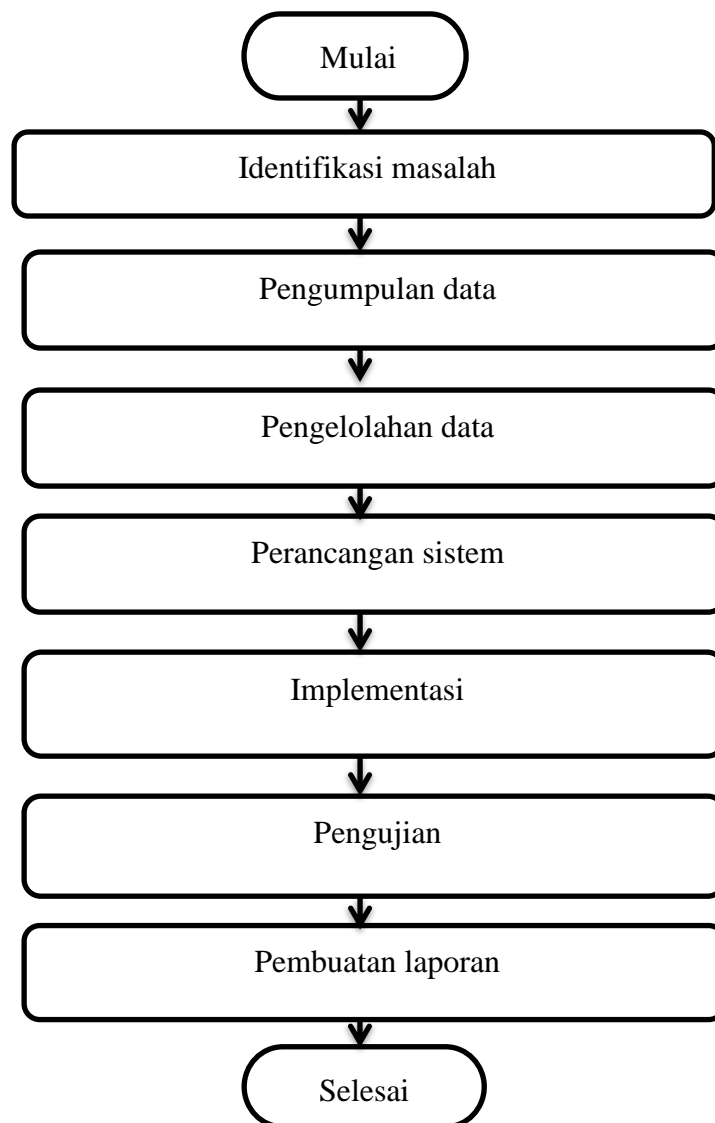 Mulai
Identifikasi masalah
Pengumpulan data
Pengelolahan data
Perancangan sistem
Implementasi
Pengujian
Pembuatan laporan
Selesai